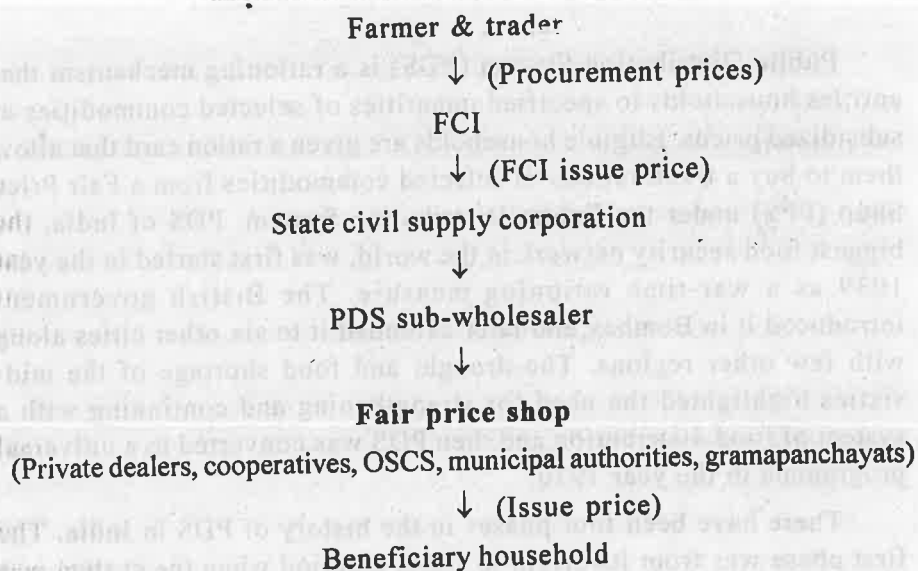 Farmer & trader
↓ (Procurement prices)
FCI
↓ (FCI issue price)
State civil supply corporation
↓
PDS sub-wholesaler
↓
Fair price shop
(Private dealers, cooperatives, OSCS, municipal authorities, gramapanchayats)
↓ (Issue price)
Beneficiary household